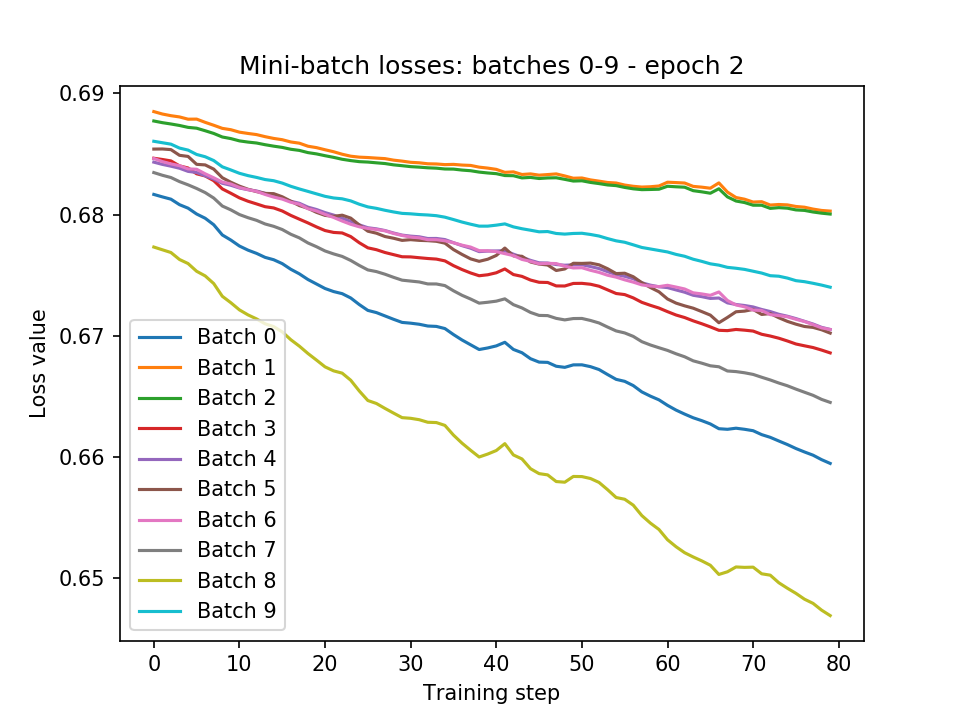 Mini-batch losses: batches 0-9 - epoch 2
0.69
0.68
0.67
0.66
0.65
Loss value
Batch 0
Batch 1
Batch 2
Batch 3
Batch 4
Batch 5
Batch 6
Batch 7
Batch 8
Batch 9
0 10 20 30 40 50 60 70 80
Training step